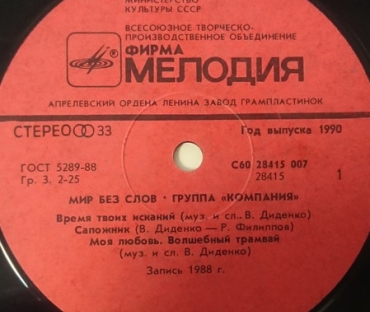 МИНИСТЕРСТВО
КУЛЬТУРЫ СССР
ВСЕСОЮЗНОЕ ТВОРЧЕСКО-
ПРОИЗВОДСТВЕННОЕ ОБЪЕДИНЕНИЕ
ФИРМА
МЕЛОДИЯ
АПРЕЛЕВСКИЙ ОРДЕНА ЛЕНИНА ЗАВОД ГРАМПЛАСТИНОК
СТЕРЕО 33
Год выпуска 1990
ГОСТ 5289-88
Гр. 3. 2-25
С60 28415 007
28415
1
МИР БЕЗ СЛОВ · ГРУППА «КОМПАНИЯ»
Время твоих исканий (муз. и сл. В. Диденко)
Сапожник (В. Диденко — Р. Филиппов)
Моя любовь. Волшебный трамвай
(муз. и сл. В. Диденко)
Запись 1988 г.